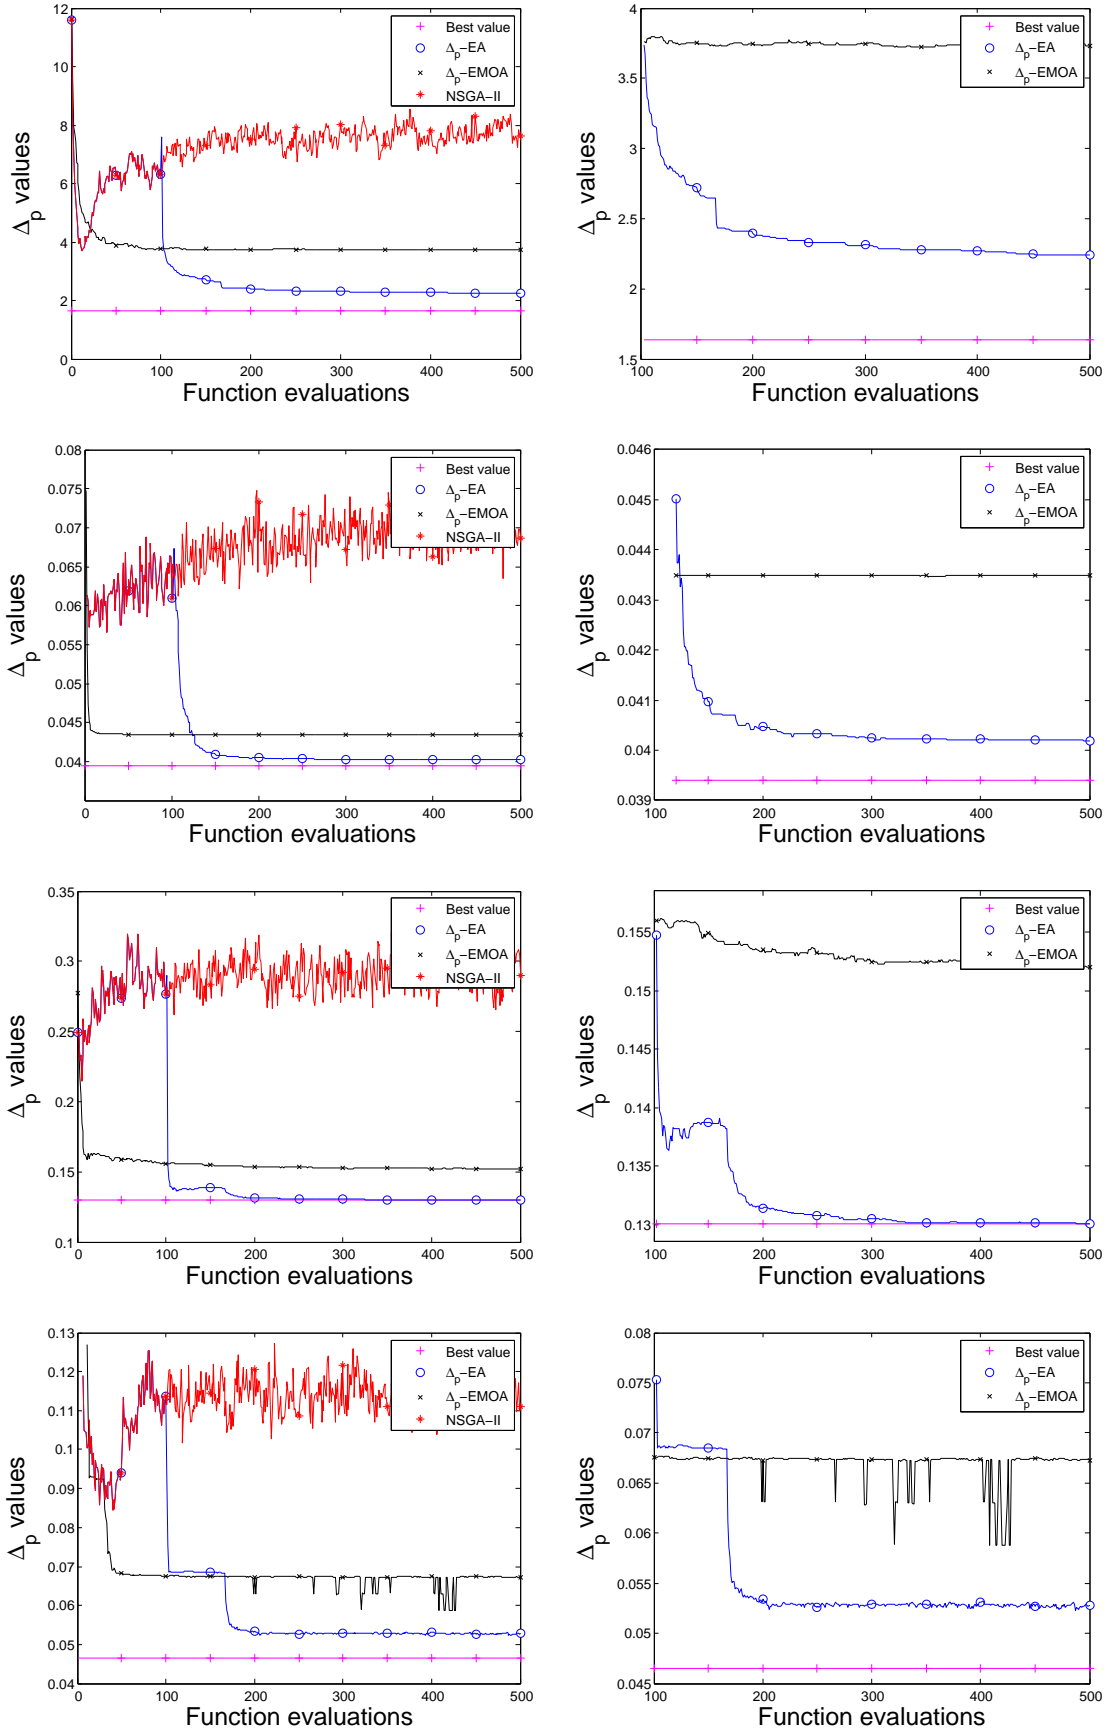 12
10
8
6
4
2
0
Δp values
0
100
200
300
400
500
Function evaluations
Best value
Δp−EA
Δp−EMOA
NSGA−II
4
3.5
3
2.5
2
1.5
Δp values
100
200
300
400
500
Function evaluations
Best value
Δp−EA
Δp−EMOA
0.08
0.075
0.07
0.065
0.06
0.055
0.05
0.045
0.04
Δp values
0
100
200
300
400
500
Function evaluations
Best value
Δp−EA
Δp−EMOA
NSGA−II
0.046
0.045
0.044
0.043
0.042
0.041
0.04
0.039
Δp values
100
200
300
400
500
Function evaluations
Best value
Δp−EA
Δp−EMOA
0.35
0.3
0.25
0.2
0.15
0.1
Δp values
0
100
200
300
400
500
Function evaluations
Best value
Δp−EA
Δp−EMOA
NSGA−II
0.155
0.15
0.145
0.14
0.135
0.13
Δp values
100
200
300
400
500
Function evaluations
Best value
Δp−EA
Δp−EMOA
0.13
0.12
0.11
0.1
0.09
0.08
0.07
0.06
0.05
0.04
Δp values
0
100
200
300
400
500
Function evaluations
Best value
Δp−EA
Δp−EMOA
NSGA−II
0.08
0.075
0.07
0.065
0.06
0.055
0.05
0.045
Δp values
100
200
300
400
500
Function evaluations
Best value
Δp−EA
Δp−EMOA